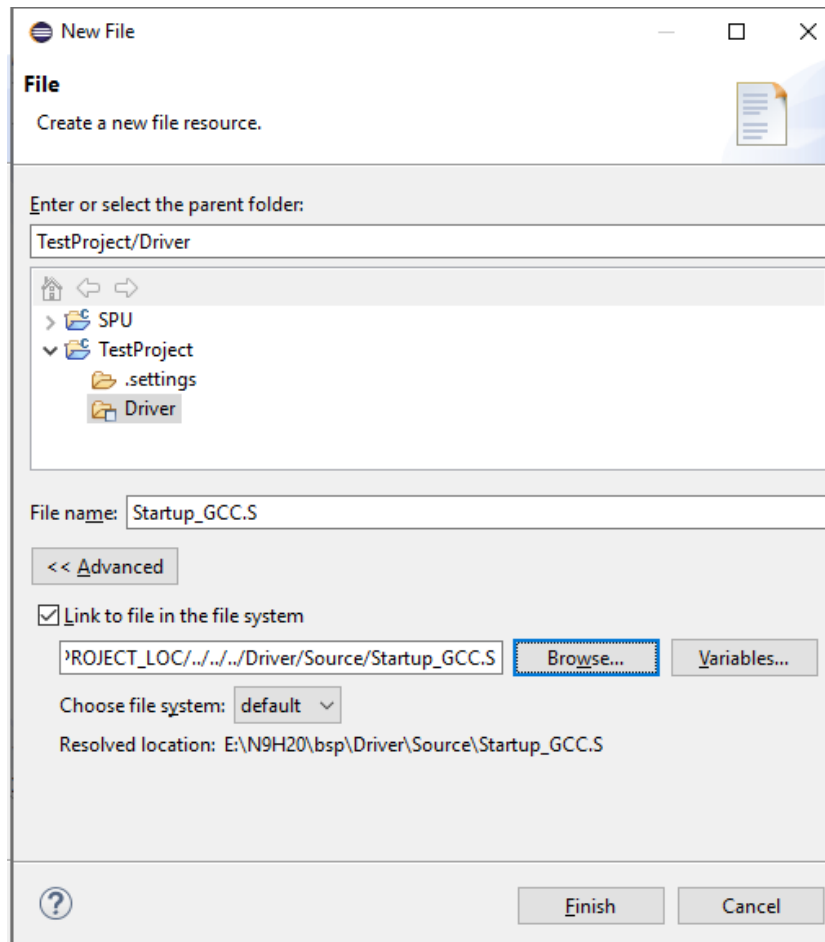 New File
File
Create a new file resource.
Enter or select the parent folder:
TestProject/Driver
SPU
TestProject
.settings
Driver
File name: Startup_GCC.S
<< Advanced
Link to file in the file system
PROJECT_LOC/../../../Driver/Source/Startup_GCC.S Browse... Variables...
Choose file system: default
Resolved location: E:\N9H20\bsp\Driver\Source\Startup_GCC.S
? Finish Cancel